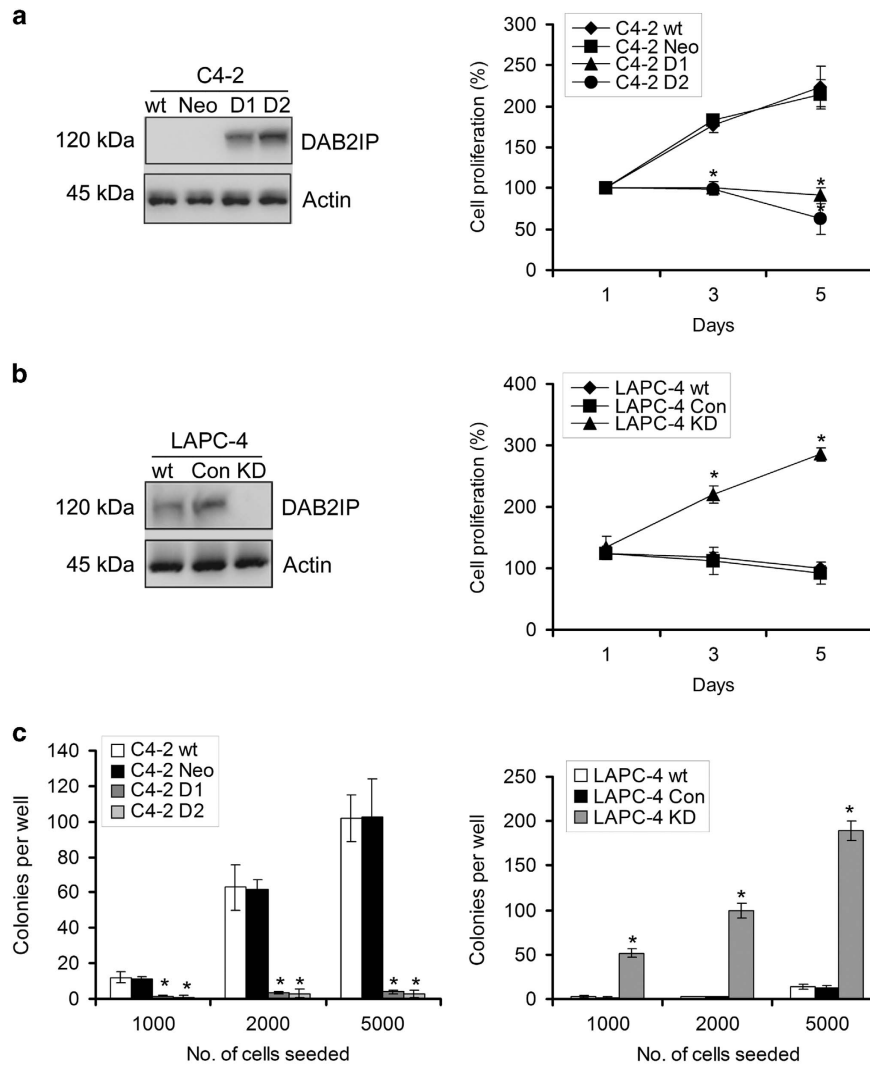 a
C4-2
wt Neo D1 D2
120 kDa DAB2IP
45 kDa Actin
Cell proliferation (%)
300
250
200
150
100
50
0
C4-2 wt
C4-2 Neo
C4-2 D1
C4-2 D2
*
*
*
1 3 5
Days
b
LAPC-4
wt Con KD
120 kDa DAB2IP
45 kDa Actin
Cell proliferation (%)
400
300
200
100
0
LAPC-4 wt
LAPC-4 Con
LAPC-4 KD
*
*
1 3 5
Days
c
Colonies per well
140
120
100
80
60
40
20
0
C4-2 wt
C4-2 Neo
C4-2 D1
C4-2 D2
* * * * * *
1000 2000 5000
No. of cells seeded
Colonies per well
250
200
150
100
50
0
LAPC-4 wt
LAPC-4 Con
LAPC-4 KD
* * *
1000 2000 5000
No. of cells seeded